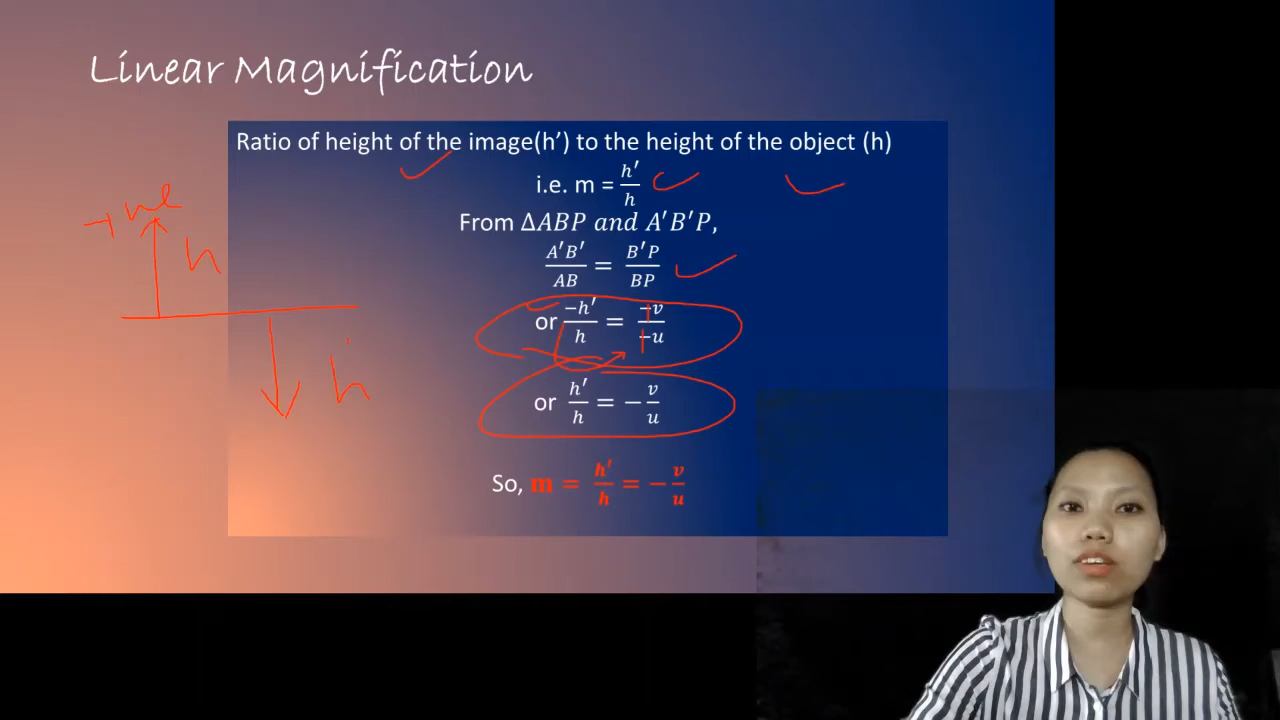 Linear Magnification
Ratio of height of the image(h’) to the height of the object (h)
i.e. m = h′/h
From ΔABP and A′B′P,
A′B′/AB = B′P/BP
or −h′/h = −v/−u
or h′/h = − v/u
So, m = h′/h = − v/u
+ve
h
h